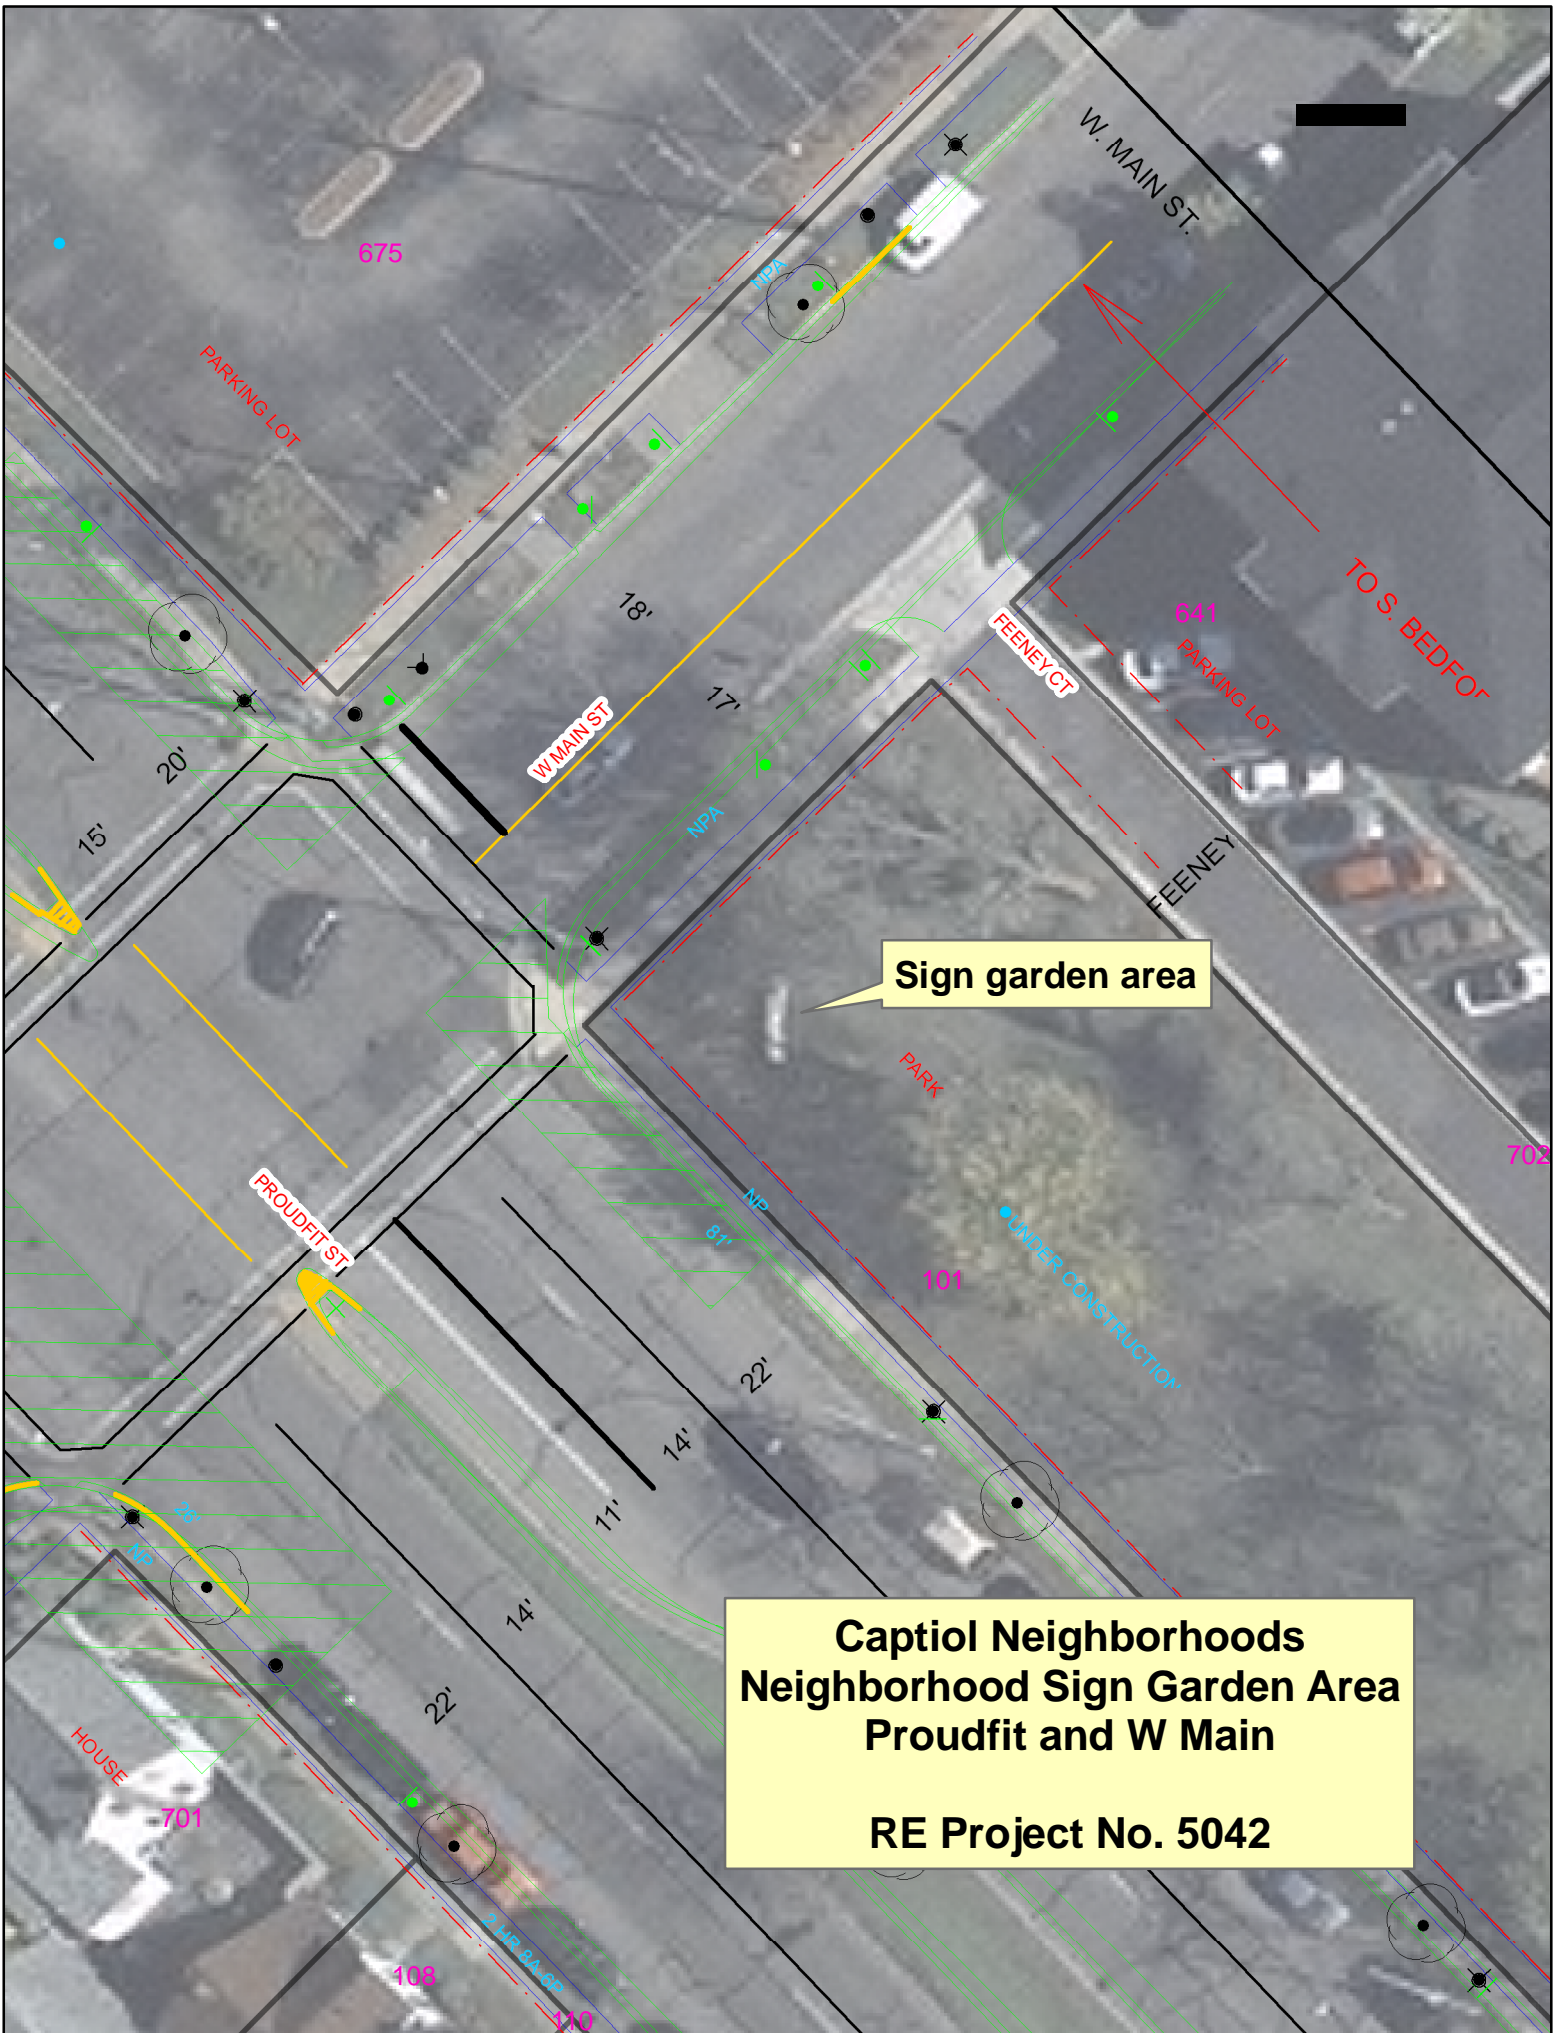 W. MAIN ST.
675
NPA
PARKING LOT
TO S. BEDFOR
641
18'
FEENEY CT
PARKING LOT
17'
W MAIN ST
20'
15'
NPA
FEENEY
Sign garden area
PARK
702
PROUDFIT ST
NP
81'
101
UNDER CONSTRUCTION
22'
14'
11'
26'
NP
14'
22'
Captiol Neighborhoods
Neighborhood Sign Garden Area
Proudfit and W Main
RE Project No. 5042
HOUSE
701
2 HR 8A-6P
108
110